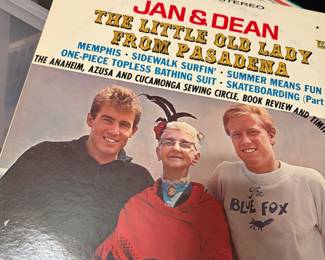 STEREO
JAN & DEAN
THE LITTLE OLD LADY
FROM PASADENA
MEMPHIS · SIDEWALK SURFIN' · SUMMER MEANS FUN
ONE-PIECE TOPLESS BATHING SUIT · SKATEBOARDING (Part
THE ANAHEIM, AZUSA AND CUCAMONGA SEWING CIRCLE, BOOK REVIEW AND TIMI
The
BLUE FOX